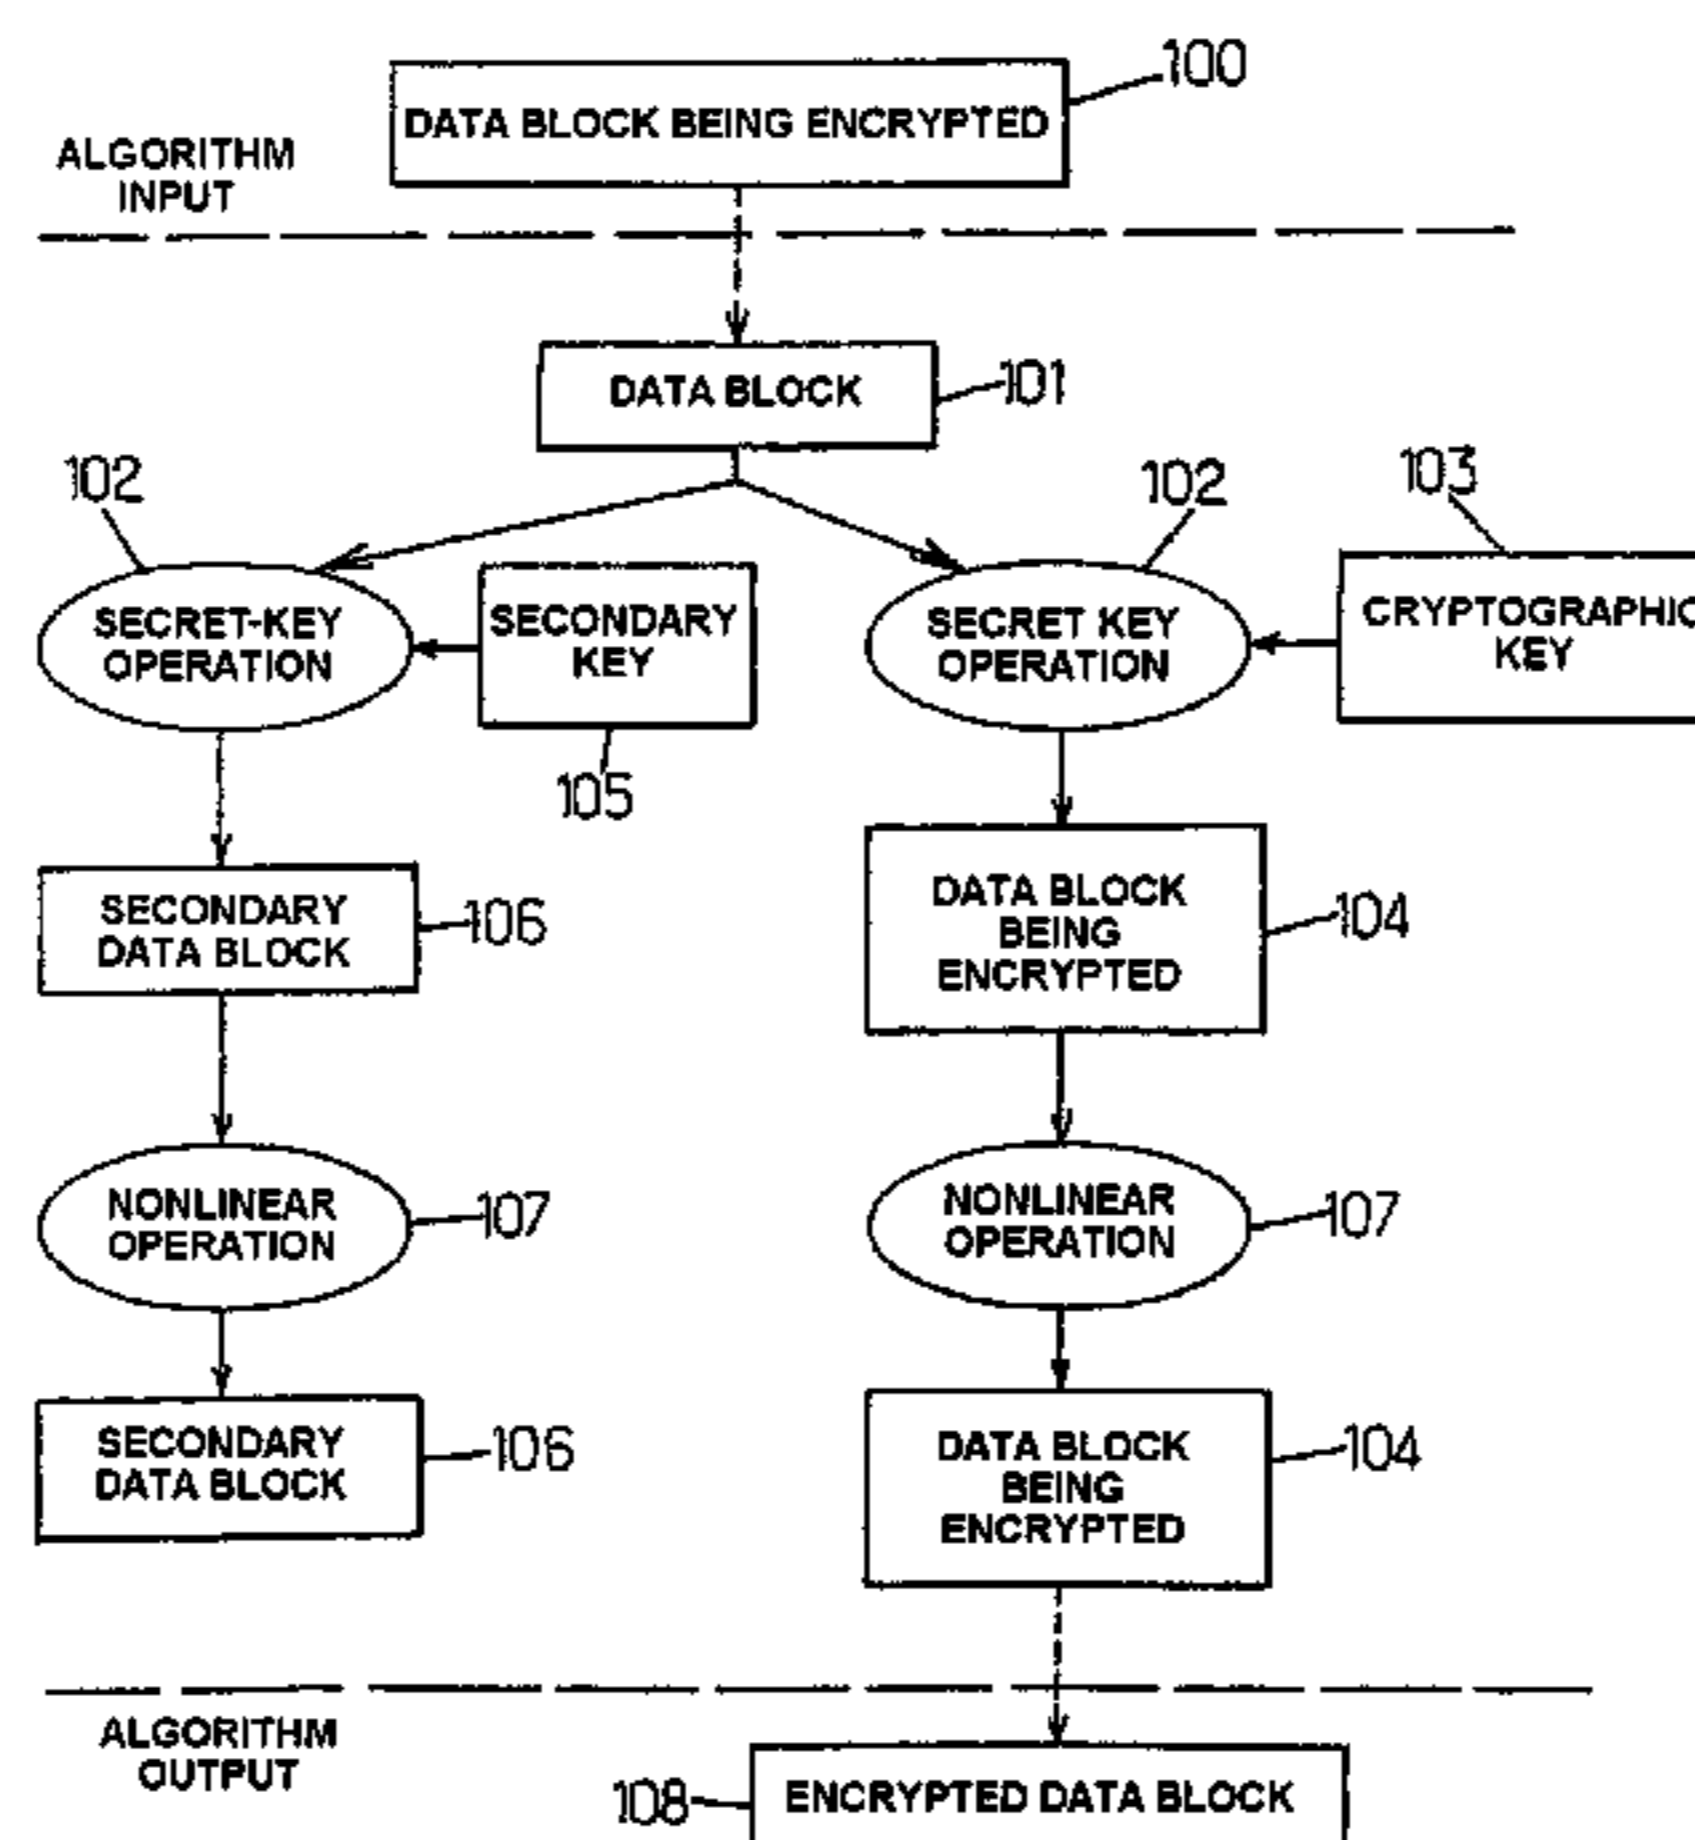 100
DATA BLOCK BEING ENCRYPTED
ALGORITHM
INPUT
DATA BLOCK
101
102
102
103
SECRET-KEY
OPERATION
SECONDARY
KEY
SECRET KEY
OPERATION
CRYPTOGRAPHIC
KEY
105
SECONDARY
DATA BLOCK
106
DATA BLOCK
BEING
ENCRYPTED
104
NONLINEAR
OPERATION
107
NONLINEAR
OPERATION
107
SECONDARY
DATA BLOCK
106
DATA BLOCK
BEING
ENCRYPTED
104
ALGORITHM
OUTPUT
108
ENCRYPTED DATA BLOCK